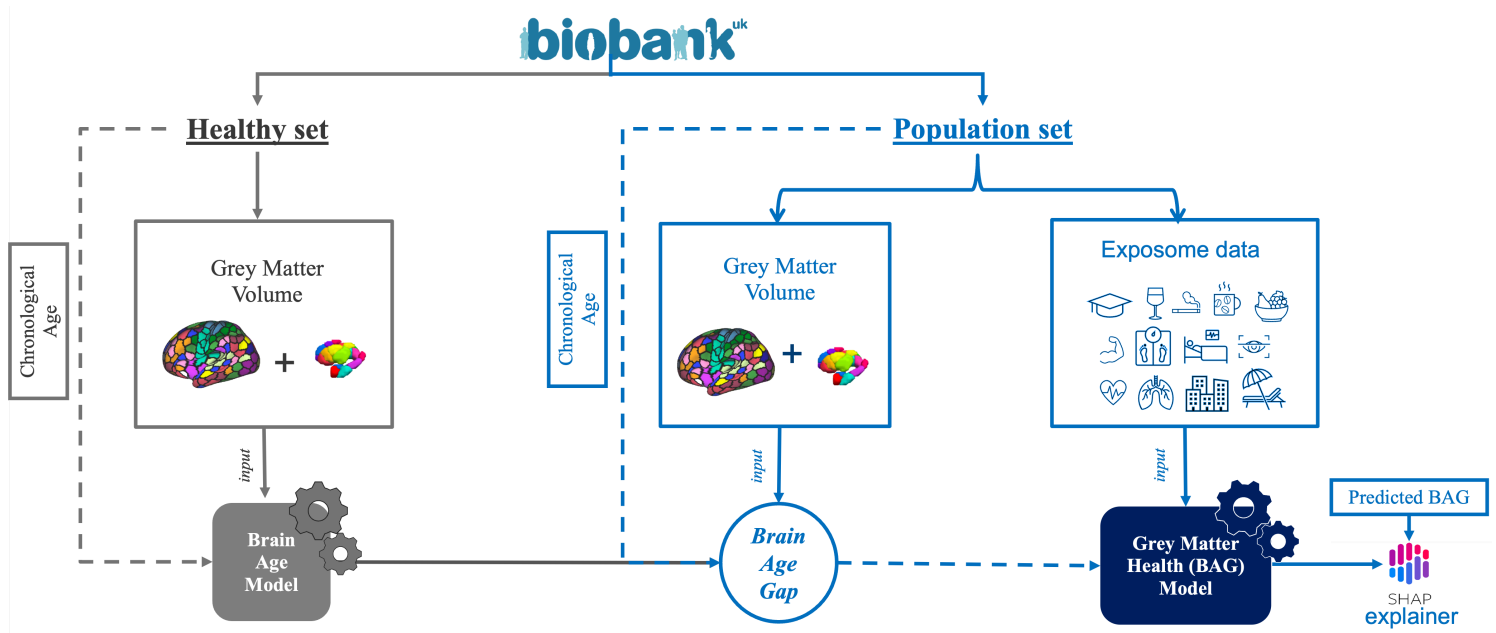 biobank uk
Healthy set
Population set
Chronological
Age
Grey Matter
Volume
+
input
Brain
Age
Model
Chronological
Age
Grey Matter
Volume
+
input
Brain
Age
Gap
Exposome data
input
Grey Matter
Health (BAG)
Model
Predicted BAG
SHAP
explainer